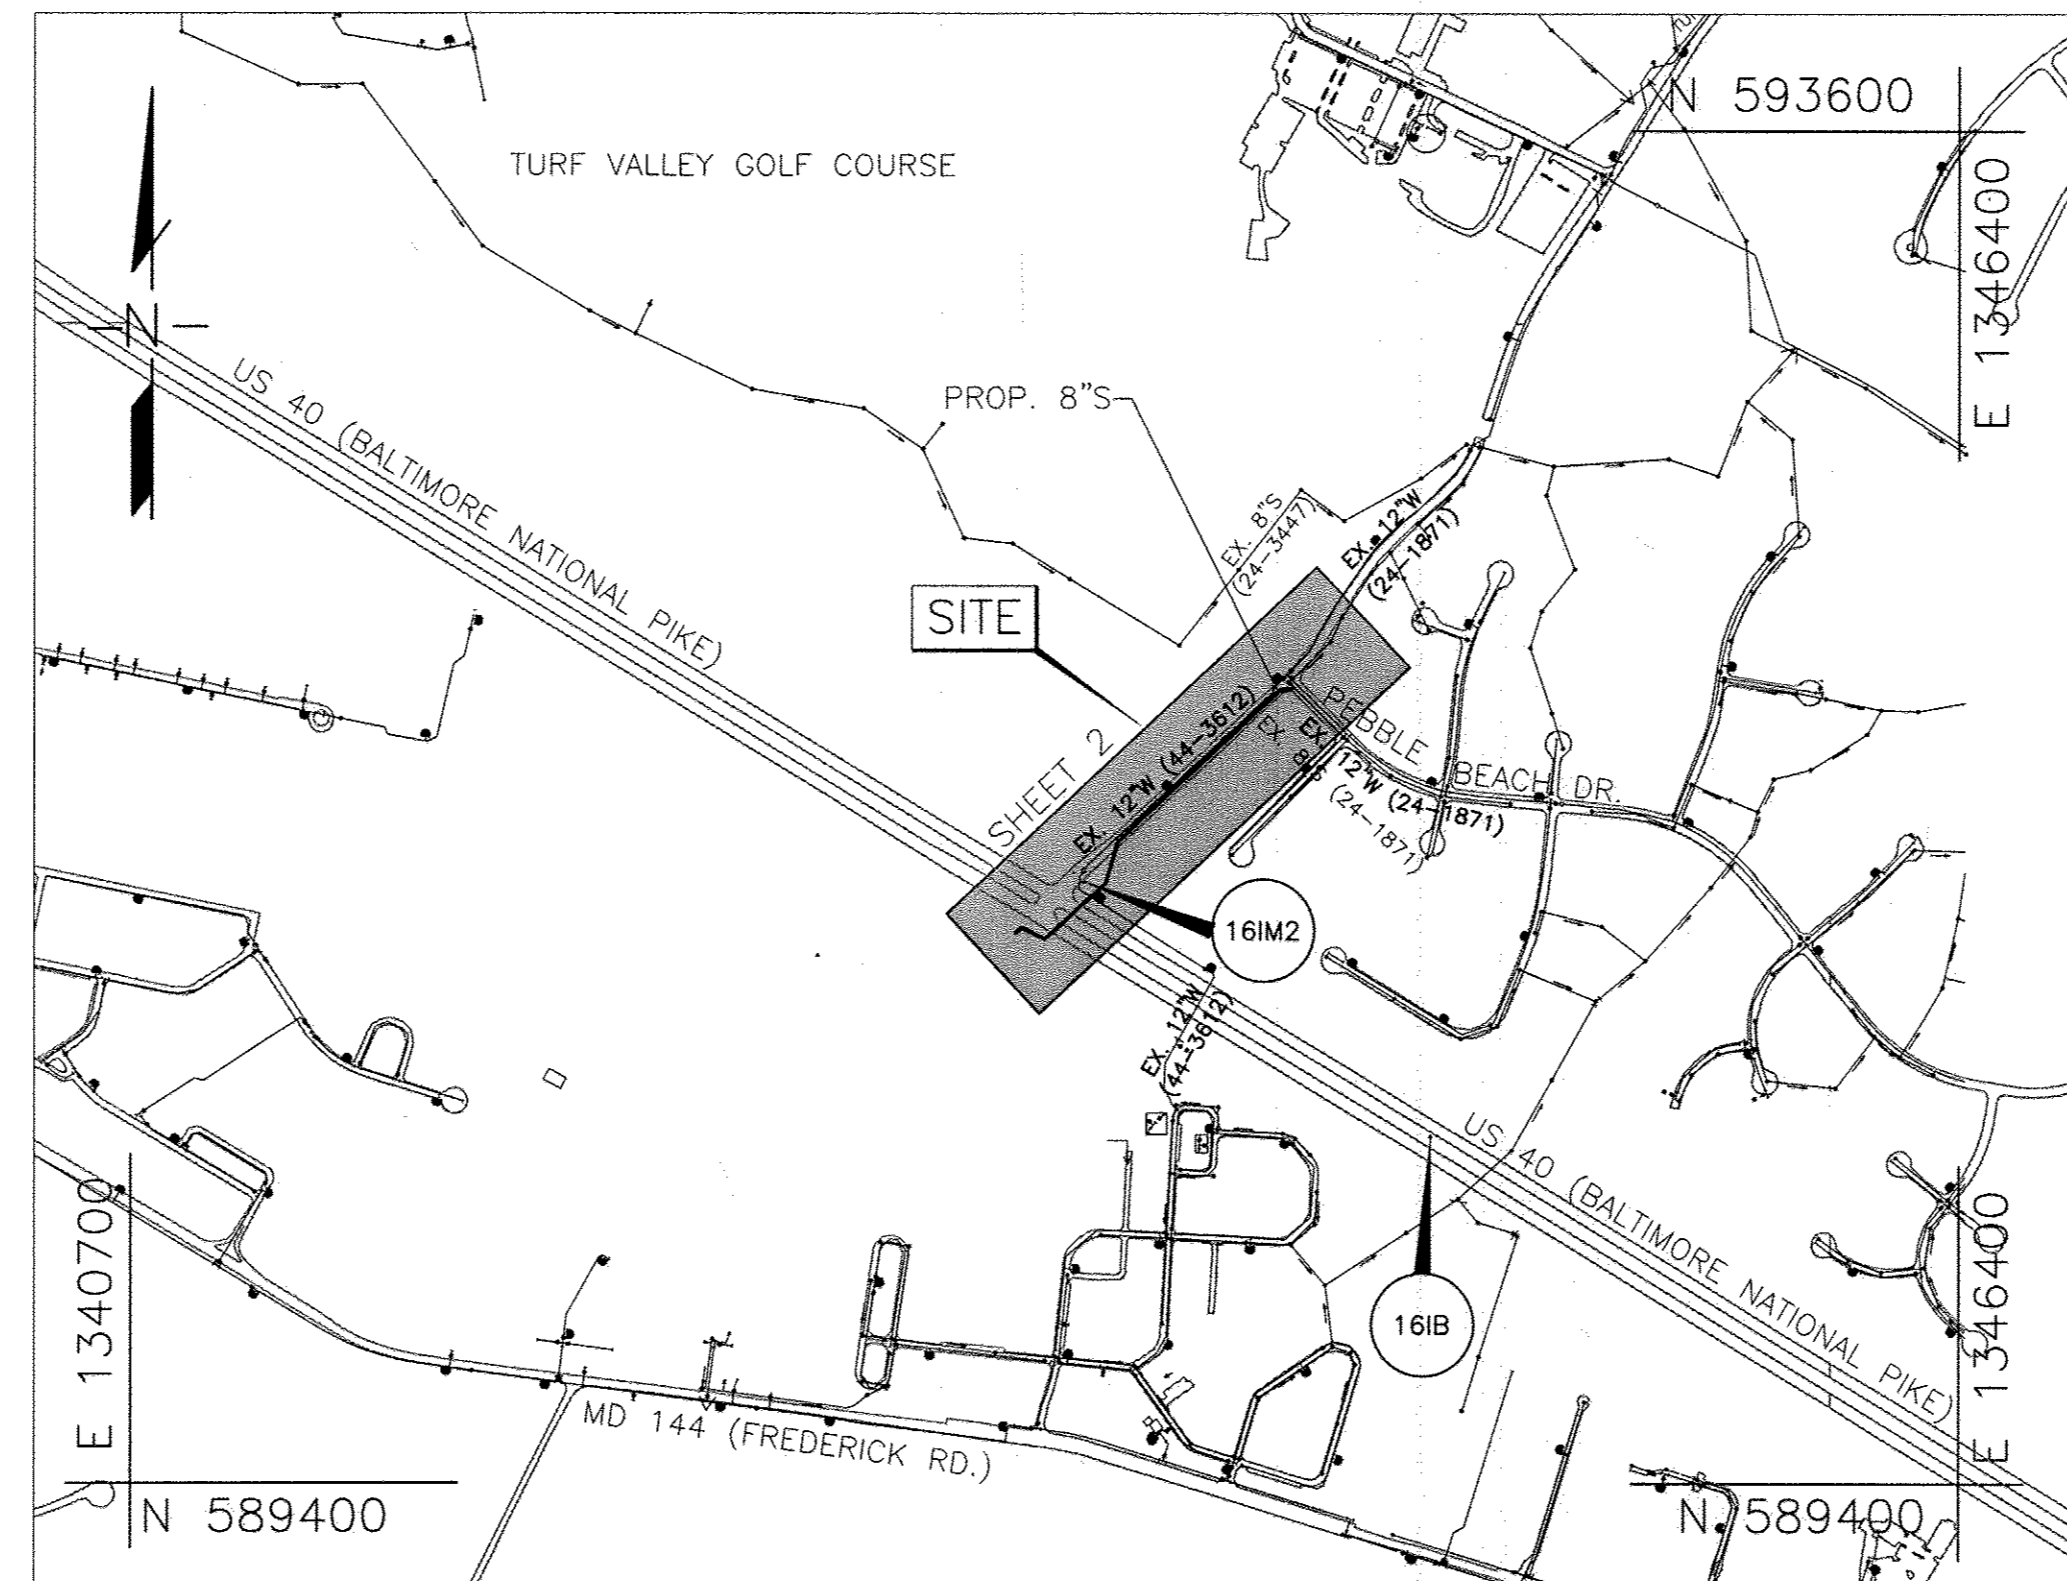 N 593600
E 1346400
TURF VALLEY GOLF COURSE
N
US 40 (BALTIMORE NATIONAL PIKE)
PROP. 8"S
EX. 8"S
(24-3447)
EX. 12"W
(24-1871)
SITE
SHEET 2
EX. 12"W (44-3612)
PEBBLE BEACH DR.
EX. 8"S
(24-1871)
EX. 12"W (24-1871)
16IM2
EX. 12"W
(44-3612)
US 40 (BALTIMORE NATIONAL PIKE)
16IB
MD 144 (FREDERICK RD.)
E 1340700
N 589400
E 1346400
N 589400